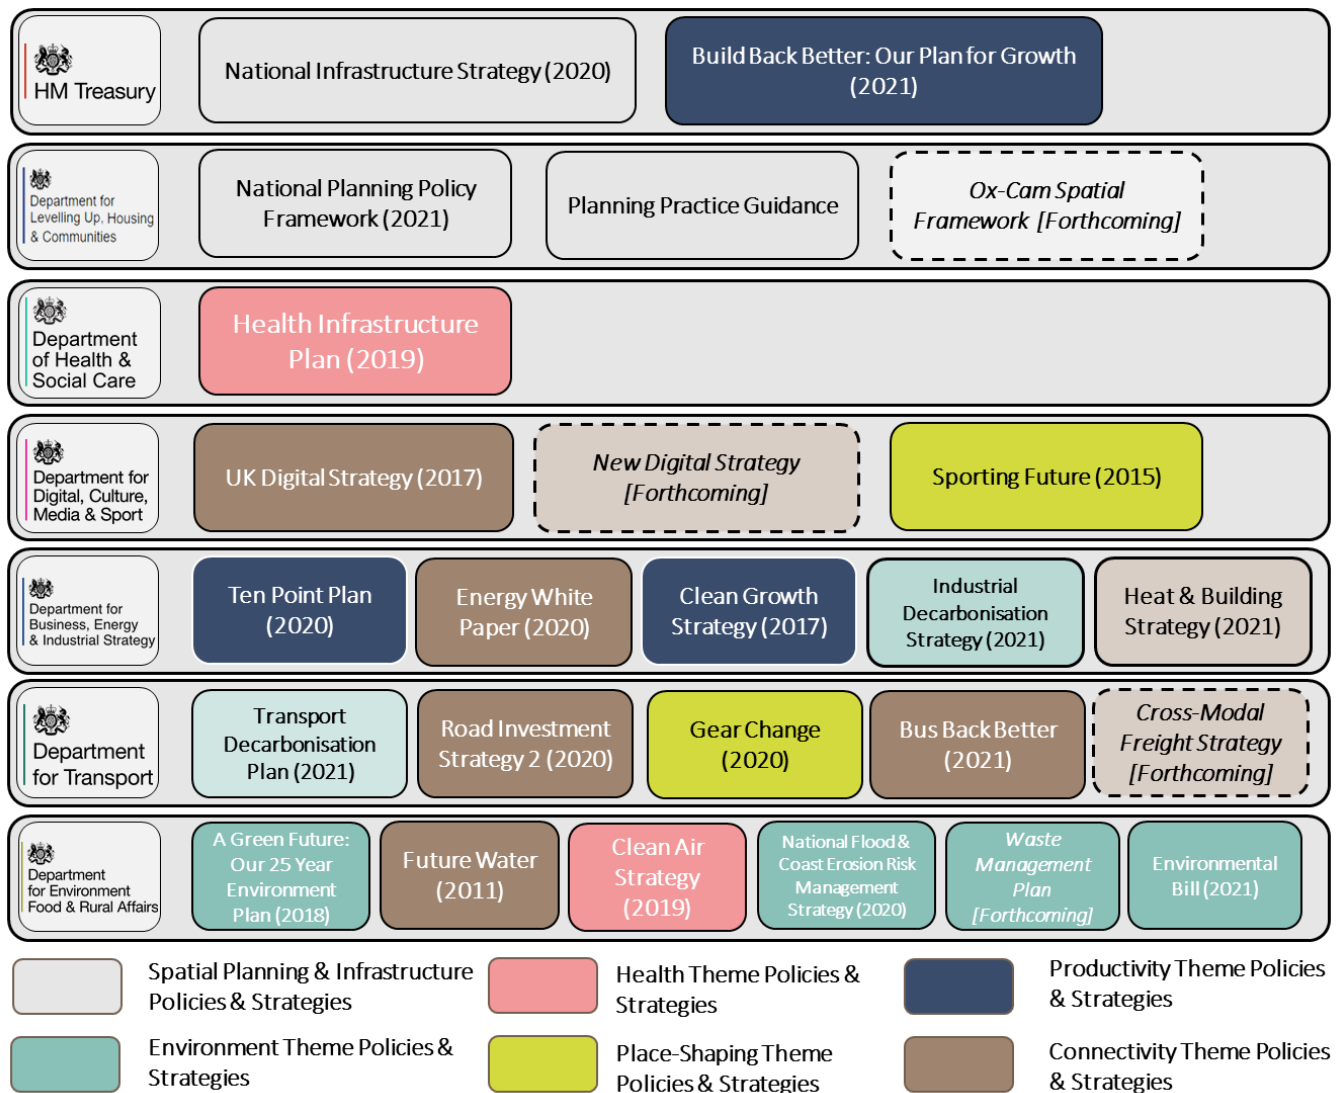 HM Treasury
National Infrastructure Strategy (2020)
Build Back Better: Our Plan for Growth
(2021)
Department for
Levelling Up, Housing
& Communities
National Planning Policy
Framework (2021)
Planning Practice Guidance
Ox-Cam Spatial
Framework [Forthcoming]
Department
of Health &
Social Care
Health Infrastructure
Plan (2019)
Department for
Digital, Culture,
Media & Sport
UK Digital Strategy (2017)
New Digital Strategy
[Forthcoming]
Sporting Future (2015)
Department for
Business, Energy
& Industrial Strategy
Ten Point Plan
(2020)
Energy White
Paper (2020)
Clean Growth
Strategy (2017)
Industrial
Decarbonisation
Strategy (2021)
Heat & Building
Strategy (2021)
Department
for Transport
Transport
Decarbonisation
Plan (2021)
Road Investment
Strategy 2 (2020)
Gear Change
(2020)
Bus Back Better
(2021)
Cross-Modal
Freight Strategy
[Forthcoming]
Department
for Environment
Food & Rural Affairs
A Green Future:
Our 25 Year
Environment
Plan (2018)
Future Water
(2011)
Clean Air
Strategy
(2019)
National Flood &
Coast Erosion Risk
Management
Strategy (2020)
Waste
Management
Plan
[Forthcoming]
Environmental
Bill (2021)
Spatial Planning & Infrastructure
Policies & Strategies
Health Theme Policies &
Strategies
Productivity Theme Policies
& Strategies
Environment Theme Policies &
Strategies
Place-Shaping Theme
Policies & Strategies
Connectivity Theme Policies
& Strategies